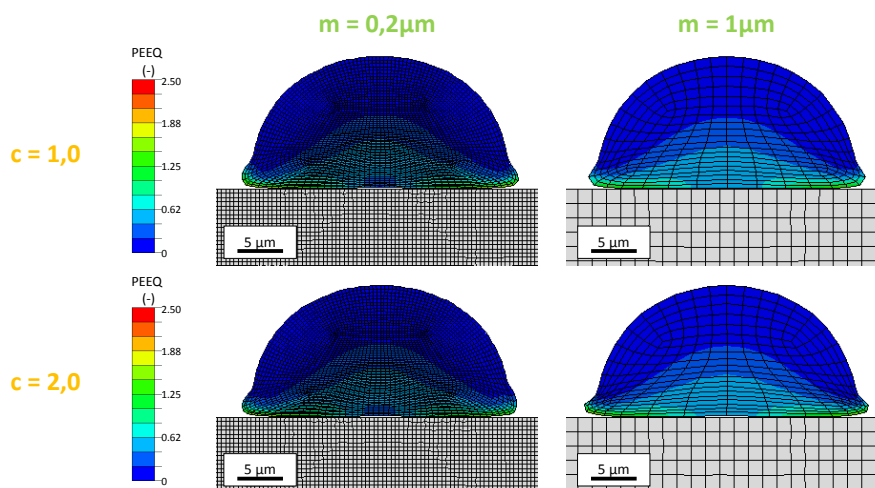 m = 0,2µm
m = 1µm
PEEQ
(-)
2.50
1.88
1.25
0.62
0
c = 1,0
5 µm
5 µm
PEEQ
(-)
2.50
1.88
1.25
0.62
0
c = 2,0
5 µm
5 µm